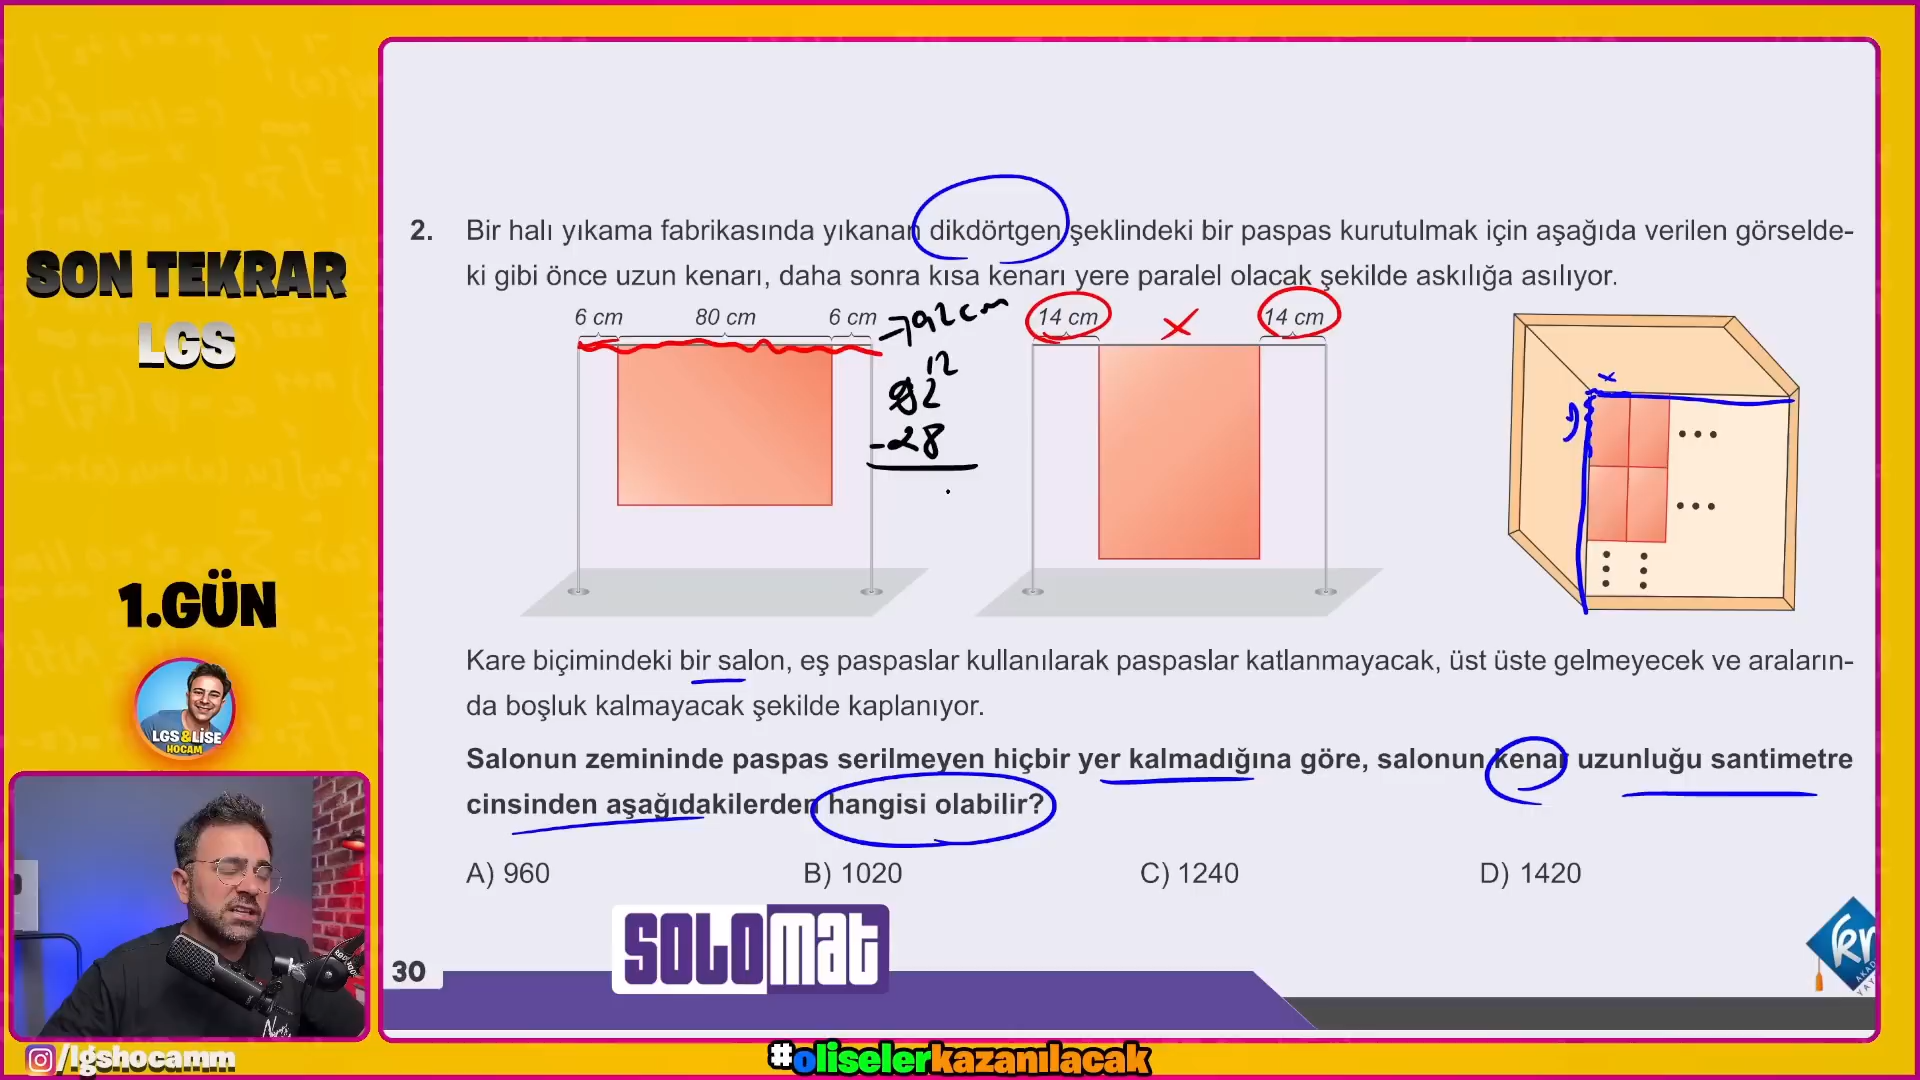 SON TEKRAR
LGS
1.GÜN
LGS&LİSE
HOCAM
/lgshocamm
2. Bir halı yıkama fabrikasında yıkanan dikdörtgen şeklindeki bir paspas kurutulmak için aşağıda verilen görselde-
ki gibi önce uzun kenarı, daha sonra kısa kenarı yere paralel olacak şekilde askılığa asılıyor.
6 cm 80 cm 6 cm 92 cm 14 cm x 14 cm
12
92
-28
x
y
Kare biçimindeki bir salon, eş paspaslar kullanılarak paspaslar katlanmayacak, üst üste gelmeyecek ve araların-
da boşluk kalmayacak şekilde kaplanıyor.
Salonun zemininde paspas serilmeyen hiçbir yer kalmadığına göre, salonun kenar uzunluğu santimetre
cinsinden aşağıdakilerden hangisi olabilir?
A) 960 B) 1020 C) 1240 D) 1420
30
SOLOMAT
kr
#oliselerkazanılacak